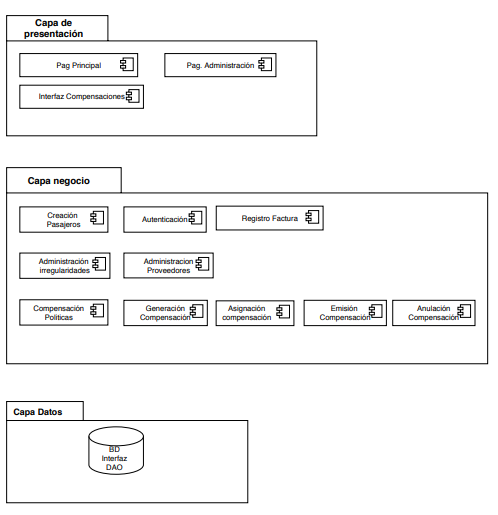 Capa de
presentación
Pag Principal
Pag. Administración
Interfaz Compensaciones
Capa negocio
Creación
Pasajeros
Autenticación
Registro Factura
Administración
irregularidades
Administracion
Proveedores
Compensación
Politicas
Generación
Compensación
Asignación
compensación
Emisión
Compensación
Anulación
Compensación
Capa Datos
BD
Interfaz
DAO